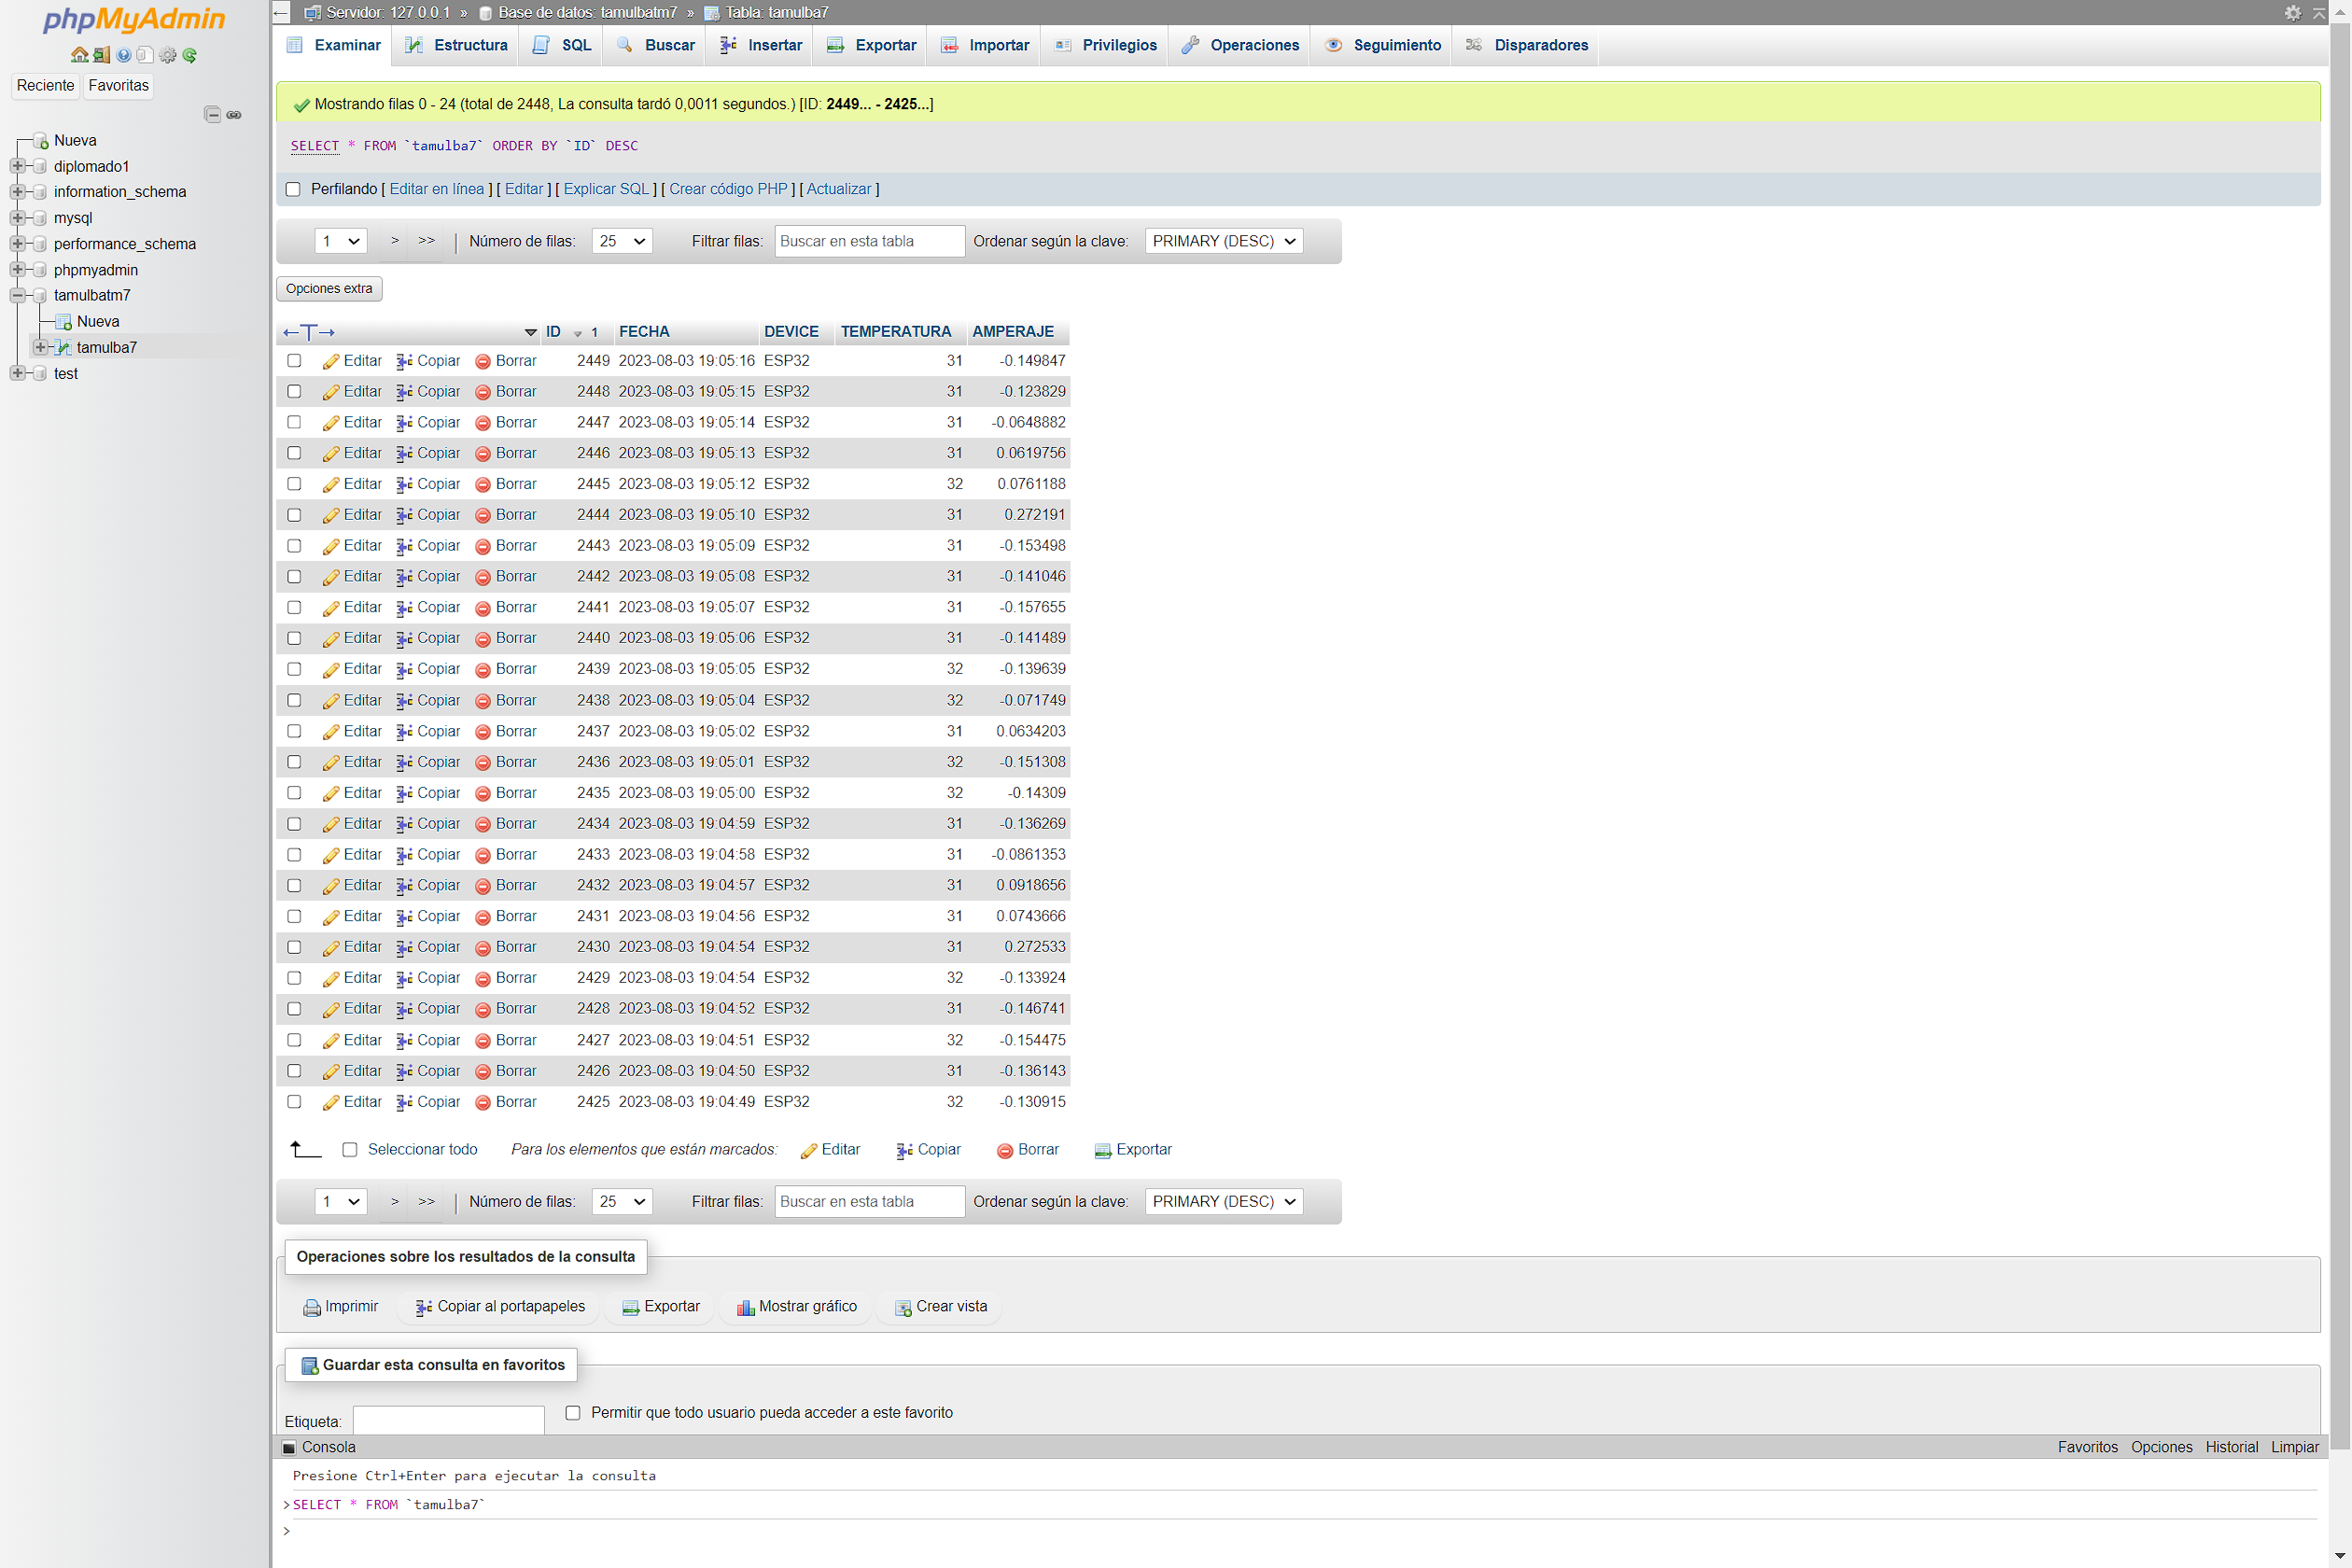 phpMyAdmin
Reciente Favoritas
Nueva
diplomado1
information_schema
mysql
performance_schema
phpmyadmin
tamulbatm7
Nueva
tamulba7
test
Servidor: 127.0.0.1 » Base de datos: tamulbatm7 » Tabla: tamulba7
Examinar Estructura SQL Buscar Insertar Exportar Importar Privilegios Operaciones Seguimiento Disparadores
Mostrando filas 0 - 24 (total de 2448, La consulta tardó 0,0011 segundos.) [ID: 2449... - 2425...]
SELECT * FROM `tamulba7` ORDER BY `ID` DESC
Perfilando [ Editar en línea ] [ Editar ] [ Explicar SQL ] [ Crear código PHP ] [ Actualizar ]
1 > >> | Número de filas: 25 Filtrar filas: Buscar en esta tabla Ordenar según la clave: PRIMARY (DESC)
Opciones extra
←T→ ID 1 FECHA DEVICE TEMPERATURA AMPERAJE
Editar Copiar Borrar 2449 2023-08-03 19:05:16 ESP32 31 -0.149847
Editar Copiar Borrar 2448 2023-08-03 19:05:15 ESP32 31 -0.123829
Editar Copiar Borrar 2447 2023-08-03 19:05:14 ESP32 31 -0.0648882
Editar Copiar Borrar 2446 2023-08-03 19:05:13 ESP32 31 0.0619756
Editar Copiar Borrar 2445 2023-08-03 19:05:12 ESP32 32 0.0761188
Editar Copiar Borrar 2444 2023-08-03 19:05:10 ESP32 31 0.272191
Editar Copiar Borrar 2443 2023-08-03 19:05:09 ESP32 31 -0.153498
Editar Copiar Borrar 2442 2023-08-03 19:05:08 ESP32 31 -0.141046
Editar Copiar Borrar 2441 2023-08-03 19:05:07 ESP32 31 -0.157655
Editar Copiar Borrar 2440 2023-08-03 19:05:06 ESP32 31 -0.141489
Editar Copiar Borrar 2439 2023-08-03 19:05:05 ESP32 32 -0.139639
Editar Copiar Borrar 2438 2023-08-03 19:05:04 ESP32 32 -0.071749
Editar Copiar Borrar 2437 2023-08-03 19:05:02 ESP32 31 0.0634203
Editar Copiar Borrar 2436 2023-08-03 19:05:01 ESP32 32 -0.151308
Editar Copiar Borrar 2435 2023-08-03 19:05:00 ESP32 32 -0.14309
Editar Copiar Borrar 2434 2023-08-03 19:04:59 ESP32 31 -0.136269
Editar Copiar Borrar 2433 2023-08-03 19:04:58 ESP32 31 -0.0861353
Editar Copiar Borrar 2432 2023-08-03 19:04:57 ESP32 31 0.0918656
Editar Copiar Borrar 2431 2023-08-03 19:04:56 ESP32 31 0.0743666
Editar Copiar Borrar 2430 2023-08-03 19:04:54 ESP32 31 0.272533
Editar Copiar Borrar 2429 2023-08-03 19:04:54 ESP32 32 -0.133924
Editar Copiar Borrar 2428 2023-08-03 19:04:52 ESP32 31 -0.146741
Editar Copiar Borrar 2427 2023-08-03 19:04:51 ESP32 32 -0.154475
Editar Copiar Borrar 2426 2023-08-03 19:04:50 ESP32 31 -0.136143
Editar Copiar Borrar 2425 2023-08-03 19:04:49 ESP32 32 -0.130915
Seleccionar todo Para los elementos que están marcados: Editar Copiar Borrar Exportar
1 > >> | Número de filas: 25 Filtrar filas: Buscar en esta tabla Ordenar según la clave: PRIMARY (DESC)
Operaciones sobre los resultados de la consulta
Imprimir Copiar al portapapeles Exportar Mostrar gráfico Crear vista
Guardar esta consulta en favoritos
Etiqueta: Permitir que todo usuario pueda acceder a este favorito
Consola Favoritos Opciones Historial Limpiar
Presione Ctrl+Enter para ejecutar la consulta
>SELECT * FROM `tamulba7`
>